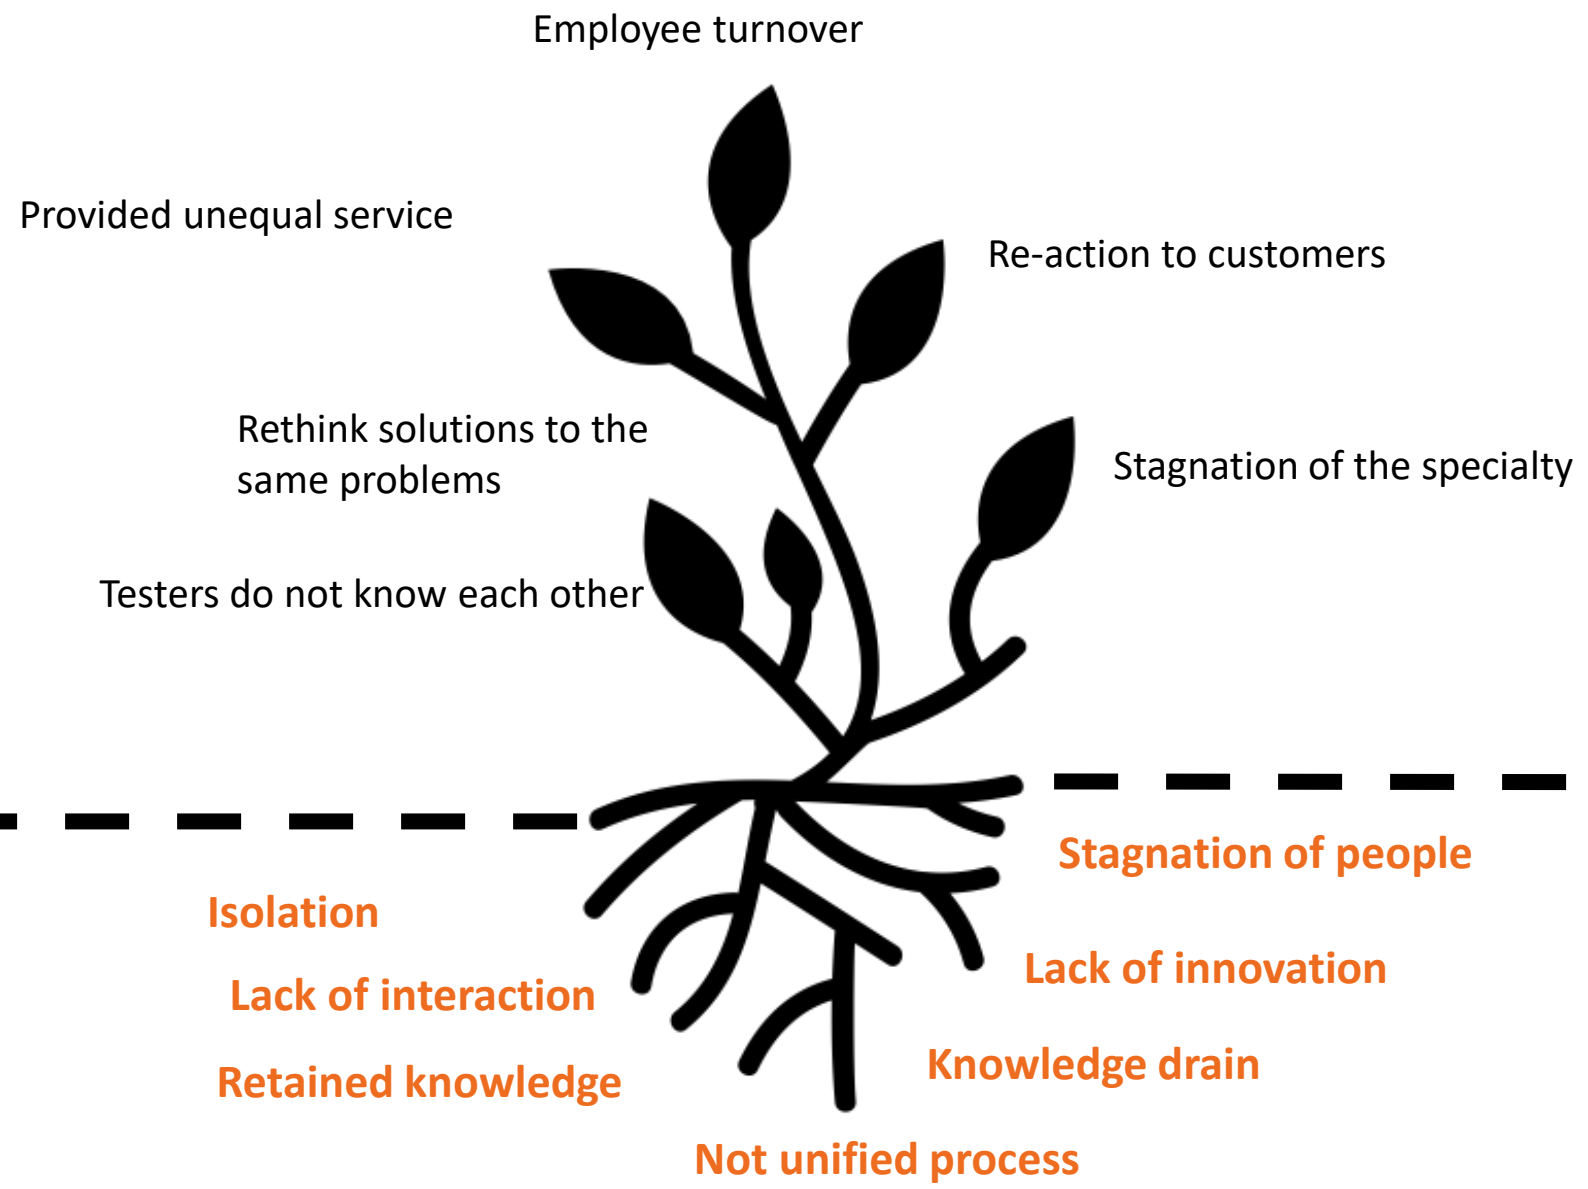 Employee turnover
Provided unequal service
Re-action to customers
Rethink solutions to the
same problems
Stagnation of the specialty
Testers do not know each other
Stagnation of people
Isolation
Lack of innovation
Lack of interaction
Knowledge drain
Retained knowledge
Not unified process